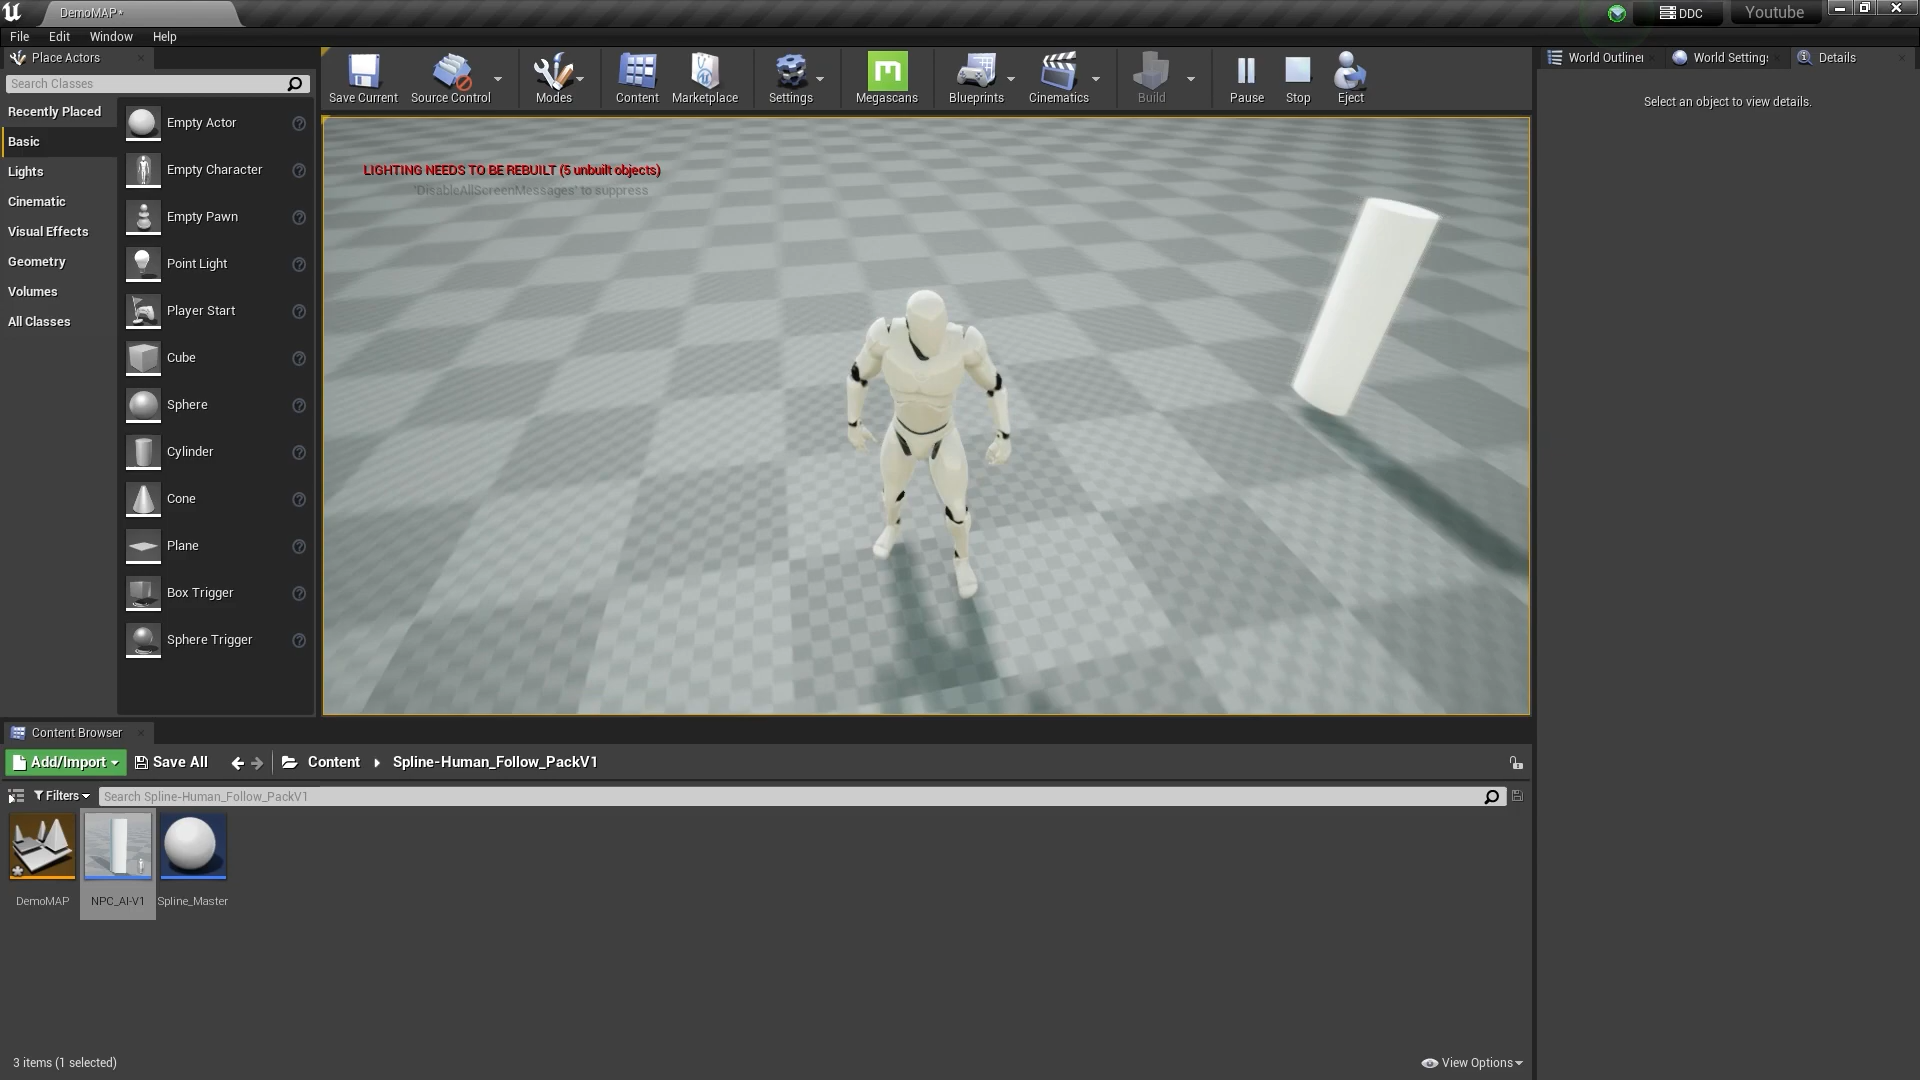 DemoMAP*
DDC
Youtube
File
Edit
Window
Help
Place Actors
Search Classes
Recently Placed
Basic
Lights
Cinematic
Visual Effects
Geometry
Volumes
All Classes
Empty Actor
Empty Character
Empty Pawn
Point Light
Player Start
Cube
Sphere
Cylinder
Cone
Plane
Box Trigger
Sphere Trigger
Save Current
Source Control
Modes
Content
Marketplace
Settings
Megascans
Blueprints
Cinematics
Build
Pause
Stop
Eject
LIGHTING NEEDS TO BE REBUILT (5 unbuilt objects)
'DisableAllScreenMessages' to suppress
World Outliner
World Settings
Details
Select an object to view details.
Content Browser
Add/Import
Save All
Content
Spline-Human_Follow_PackV1
Filters
Search Spline-Human_Follow_PackV1
DemoMAP
NPC_AI-V1
Spline_Master
3 items (1 selected)
View Options